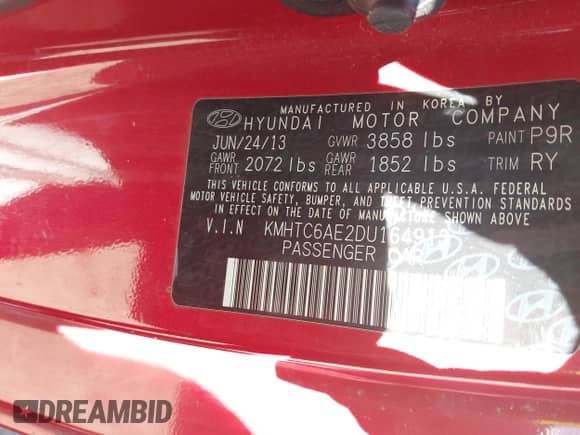 MANUFACTURED IN KOREA BY
HYUNDAI MOTOR COMPANY
JUN/24/13 GVWR 3858 lbs PAINT P9R
GAWR FRONT 2072 lbs GAWR REAR 1852 lbs TRIM RY
THIS VEHICLE CONFORMS TO ALL APPLICABLE U.S.A. FEDERAL
MOTOR VEHICLE SAFETY, BUMPER, AND THEFT PREVENTION STANDARDS
IN EFFECT ON THE DATE OF MANUFACTURE SHOWN ABOVE.
V.I.N
PASSENGER CAR
DREAMBID